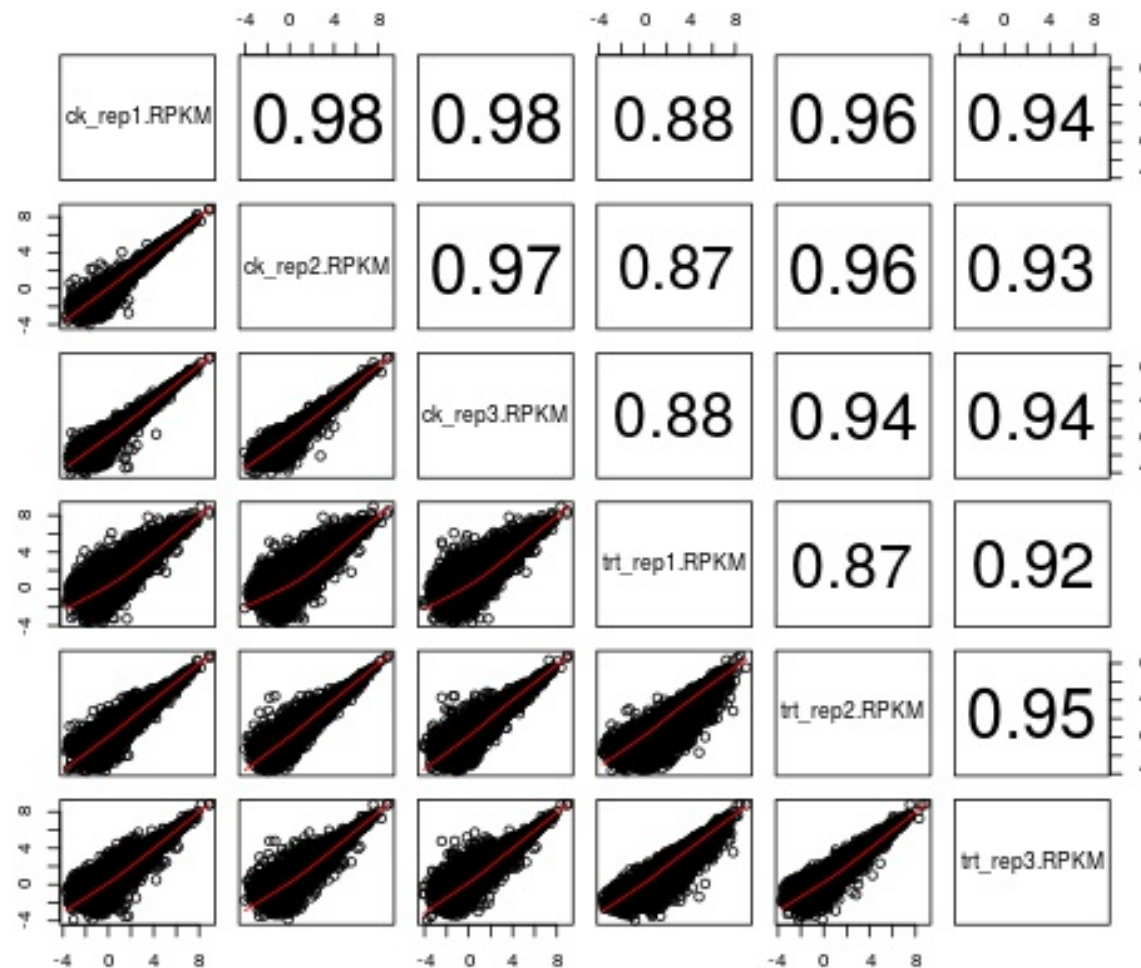 -4 0 4 8 -4 0 4 8 -4 0 4 8
ck_rep1.RPKM 0.98 0.98 0.88 0.96 0.94
8 4 0 -4
ck_rep2.RPKM 0.97 0.87 0.96 0.93
ck_rep3.RPKM 0.88 0.94 0.94
8 4 0 -4
trt_rep1.RPKM 0.87 0.92
trt_rep2.RPKM 0.95
8 4 0 -4
trt_rep3.RPKM
-4 0 4 8 -4 0 4 8 -4 0 4 8